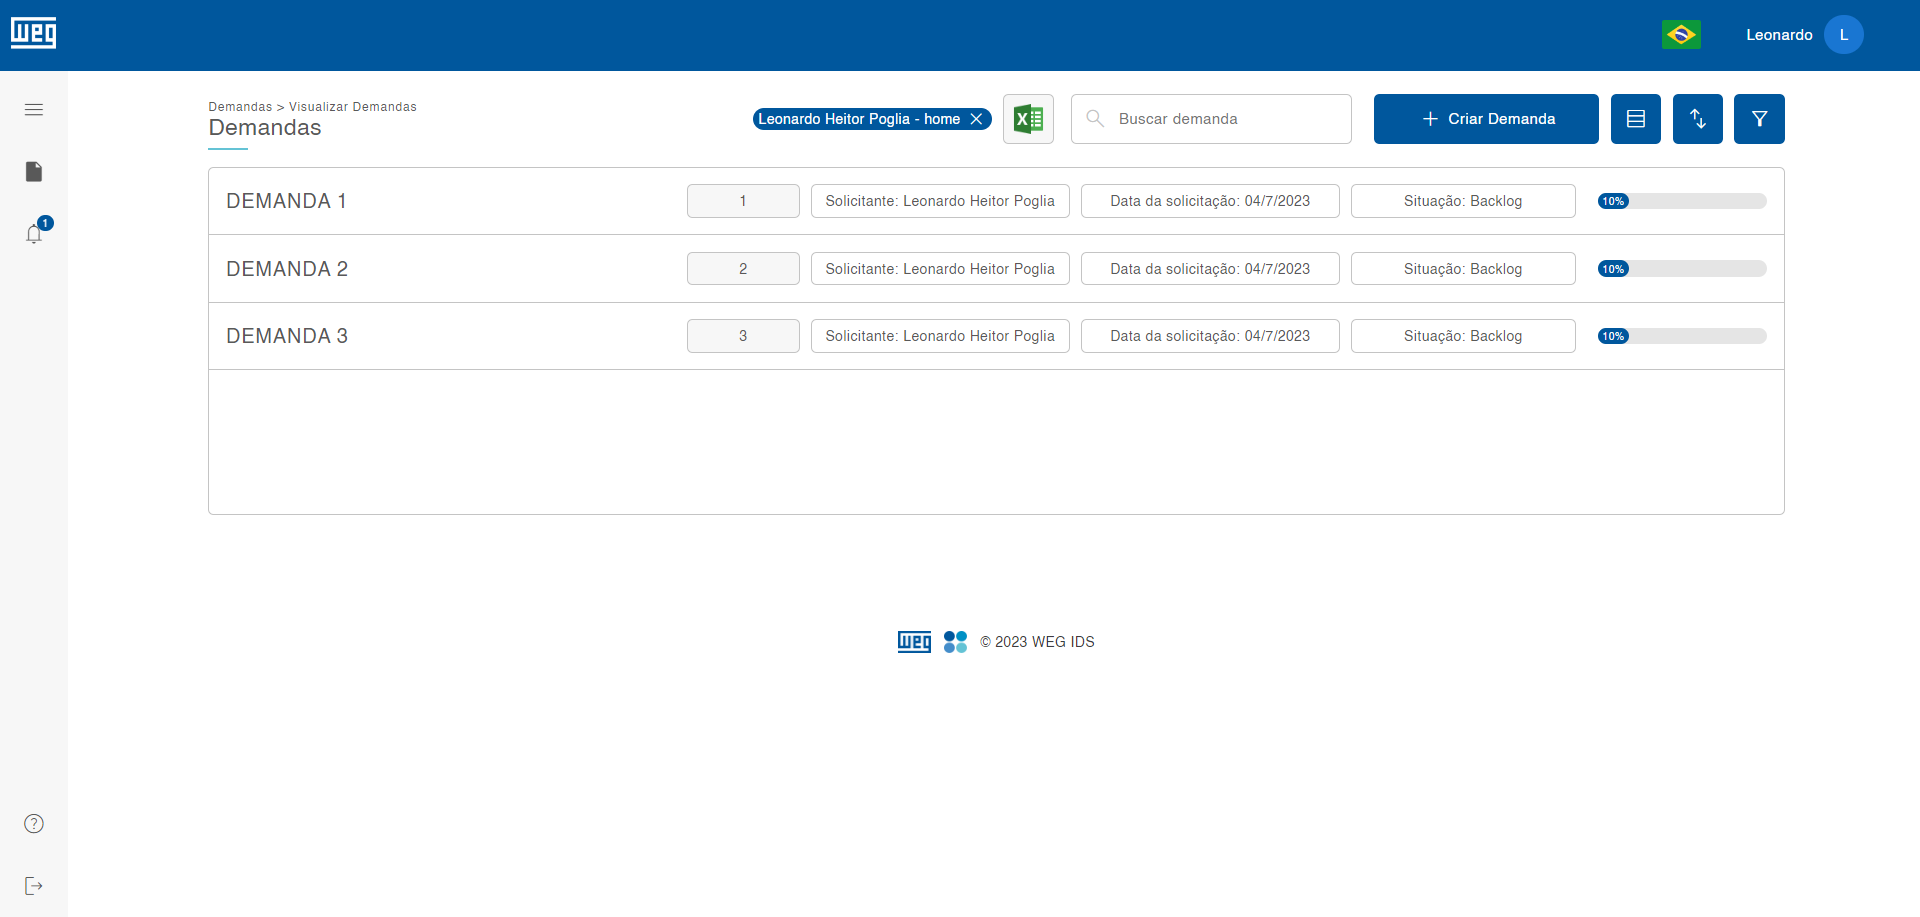 weg
Leonardo L
Demandas > Visualizar Demandas
Demandas
Leonardo Heitor Poglia - home
X
Buscar demanda
Criar Demanda
1
DEMANDA 1 1 Solicitante: Leonardo Heitor Poglia Data da solicitação: 04/7/2023 Situação: Backlog 10%
DEMANDA 2 2 Solicitante: Leonardo Heitor Poglia Data da solicitação: 04/7/2023 Situação: Backlog 10%
DEMANDA 3 3 Solicitante: Leonardo Heitor Poglia Data da solicitação: 04/7/2023 Situação: Backlog 10%
weg © 2023 WEG IDS
?